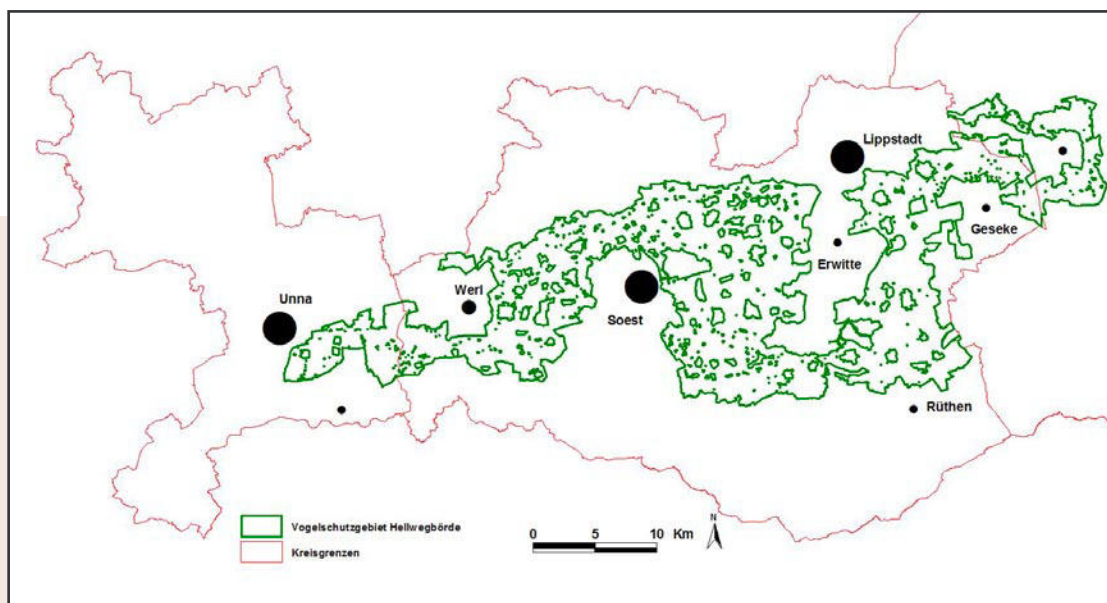 Lippstadt
Geseke
Erwitte
Werl
Unna
Soest
Rüthen
Vogelschutzgebiet Hellwegbörde
Kreisgrenzen
0 5 10 Km
N